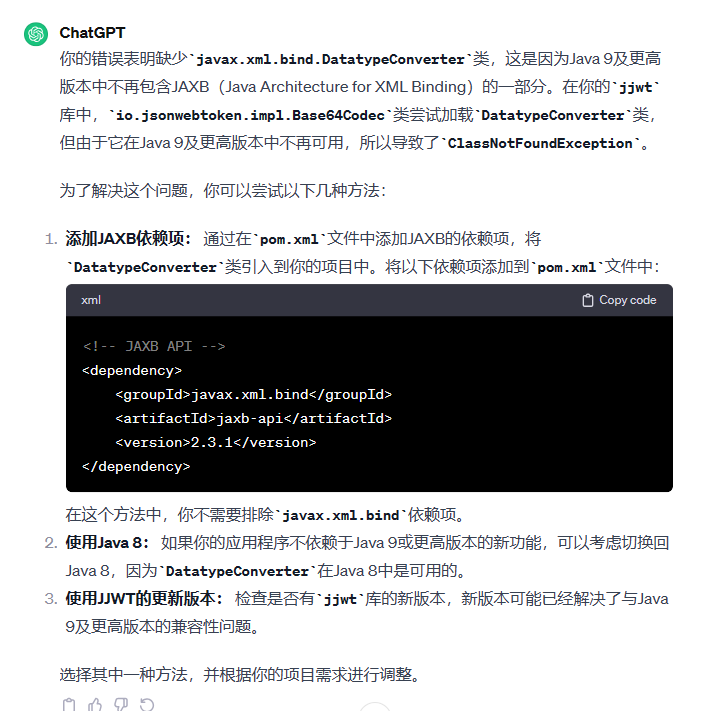 ChatGPT
你的错误表明缺少`javax.xml.bind.DatatypeConverter`类，这是因为Java 9及更高
版本中不再包含JAXB（Java Architecture for XML Binding）的一部分。在你的`jjwt`
库中，`io.jsonwebtoken.impl.Base64Codec`类尝试加载`DatatypeConverter`类，
但由于它在Java 9及更高版本中不再可用，所以导致了`ClassNotFoundException`。
为了解决这个问题，你可以尝试以下几种方法：
1. 添加JAXB依赖项： 通过在`pom.xml`文件中添加JAXB的依赖项，将
`DatatypeConverter`类引入到你的项目中。将以下依赖项添加到`pom.xml`文件中：
xml Copy code
<!-- JAXB API -->
<dependency>
    <groupId>javax.xml.bind</groupId>
    <artifactId>jaxb-api</artifactId>
    <version>2.3.1</version>
</dependency>
在这个方法中，你不需要排除`javax.xml.bind`依赖项。
2. 使用Java 8： 如果你的应用程序不依赖于Java 9或更高版本的新功能，可以考虑切换回
Java 8，因为`DatatypeConverter`在Java 8中是可用的。
3. 使用JJWT的更新版本： 检查是否有`jjwt`库的新版本，新版本可能已经解决了与Java
9及更高版本的兼容性问题。
选择其中一种方法，并根据你的项目需求进行调整。